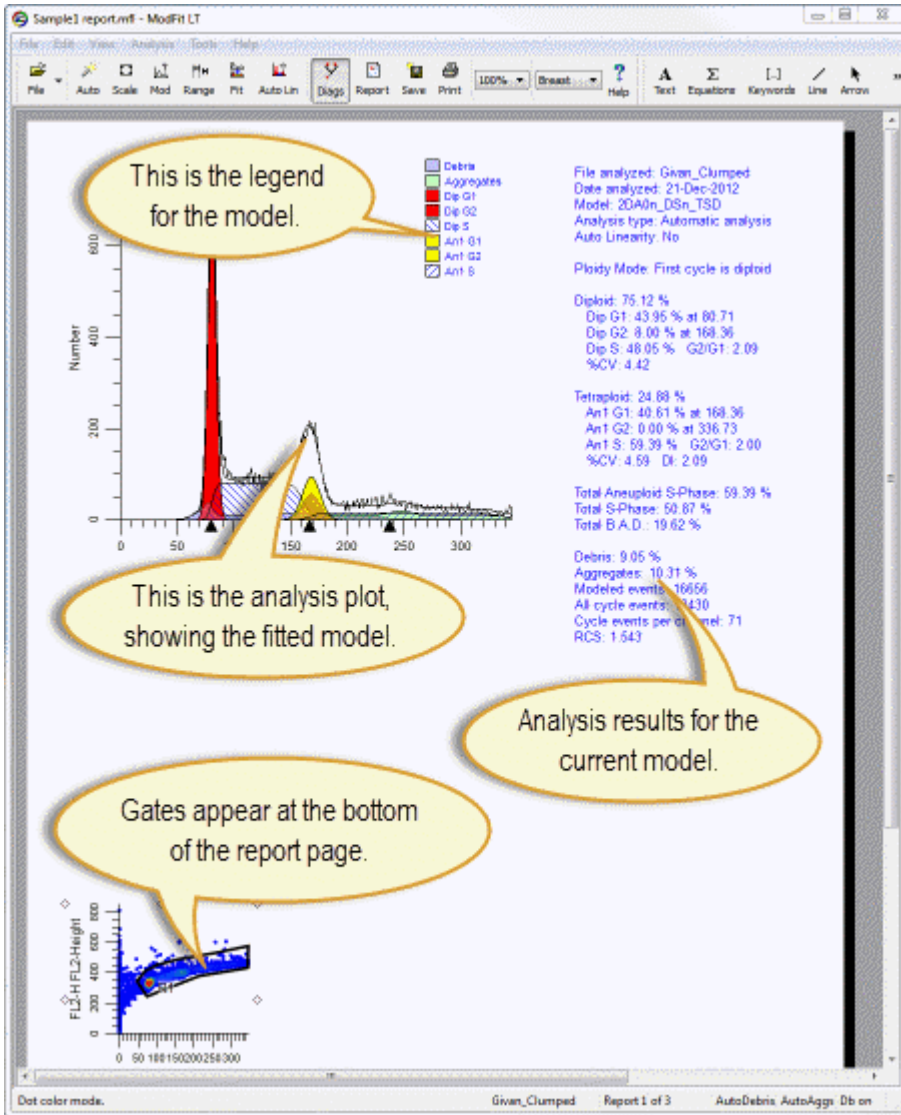 Sample1 report.mfl - ModFit LT
File Edit View Analysis Tools Help
File Auto Scale Mod Range Fit Auto Lin Diags Report Save Print 100% Breast Help Text Equations Keywords Line Arrow »
This is the legend
for the model.
Debris
Aggregates
Dip G1
Dip G2
Dip S
An1 G1
An1 G2
An1 S
File analyzed: Givan_Clumped
Date analyzed: 21-Dec-2012
Model: 2DA0n_DSn_TSD
Analysis type: Automatic analysis
Auto Linearity: No
Ploidy Mode: First cycle is diploid
Diploid: 75.12 %
Dip G1: 43.95 % at 80.71
Dip G2: 8.00 % at 168.36
Dip S: 48.05 % G2/G1: 2.09
%CV: 4.42
Tetraploid: 24.88 %
An1 G1: 40.61 % at 168.36
An1 G2: 0.00 % at 336.73
An1 S: 59.39 % G2/G1: 2.00
%CV: 4.59 DI: 2.09
Total Aneuploid S-Phase: 59.39 %
Total S-Phase: 50.87 %
Total B.A.D.: 19.62 %
Debris: 9.05 %
Aggregates: 10.31 %
Modeled events: 16656
All cycle events: 430
Cycle events per channel: 71
RCS: 1.543
Number
600
400
200
0
0 50 150 200 250 300
This is the analysis plot,
showing the fitted model.
Analysis results for the
current model.
Gates appear at the bottom
of the report page.
FL2-H FL2-Height
800
600
400
200
0
R1
0 50 100 150 200 250 300
Dot color mode.
Givan_Clumped
Report 1 of 3
AutoDebris, AutoAggs Db on